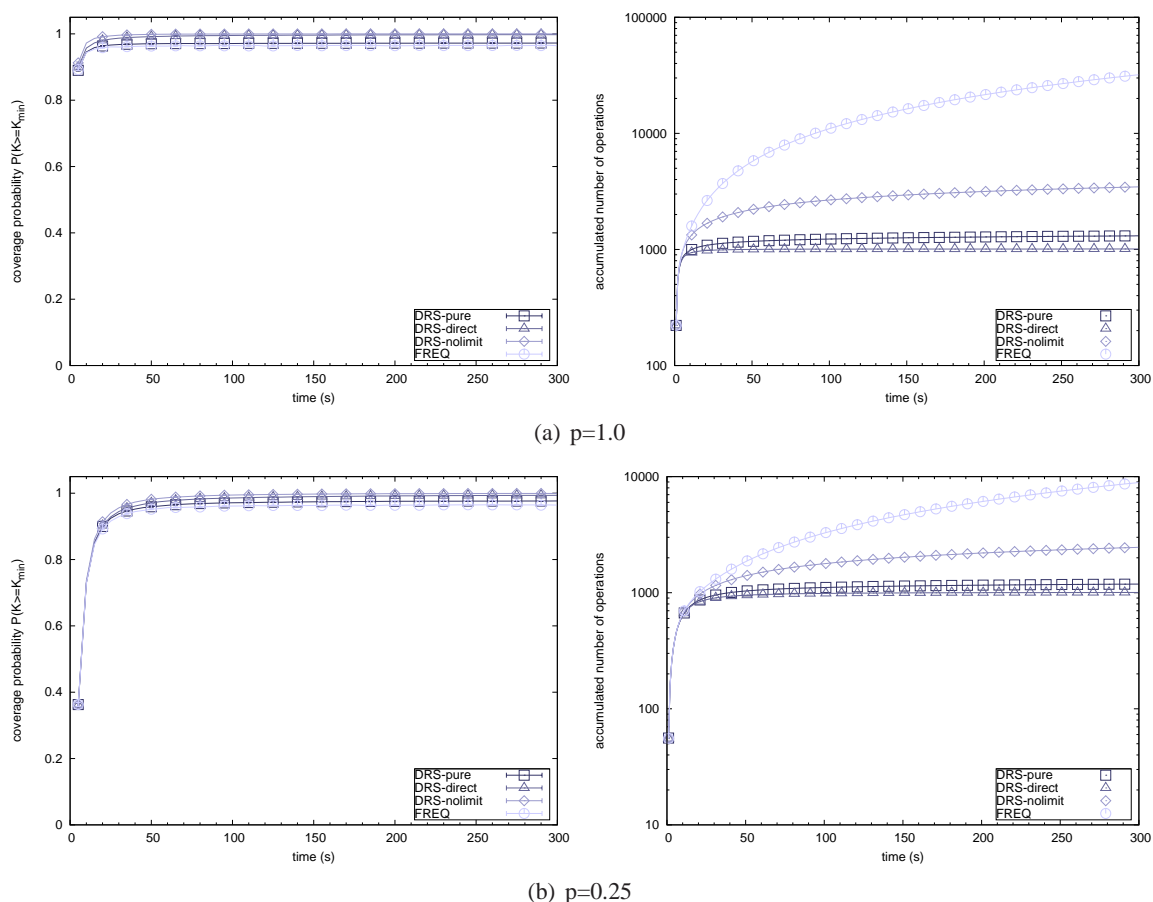 coverage probability P(K>=K_min)
1
0.8
0.6
0.4
0.2
0
0 50 100 150 200 250 300
time (s)
DRS-pure
DRS-direct
DRS-nolimit
FREQ
accumulated number of operations
100000
10000
1000
100
0 50 100 150 200 250 300
time (s)
DRS-pure
DRS-direct
DRS-nolimit
FREQ
(a) p=1.0
coverage probability P(K>=K_min)
1
0.8
0.6
0.4
0.2
0
0 50 100 150 200 250 300
time (s)
DRS-pure
DRS-direct
DRS-nolimit
FREQ
accumulated number of operations
10000
1000
100
10
0 50 100 150 200 250 300
time (s)
DRS-pure
DRS-direct
DRS-nolimit
FREQ
(b) p=0.25